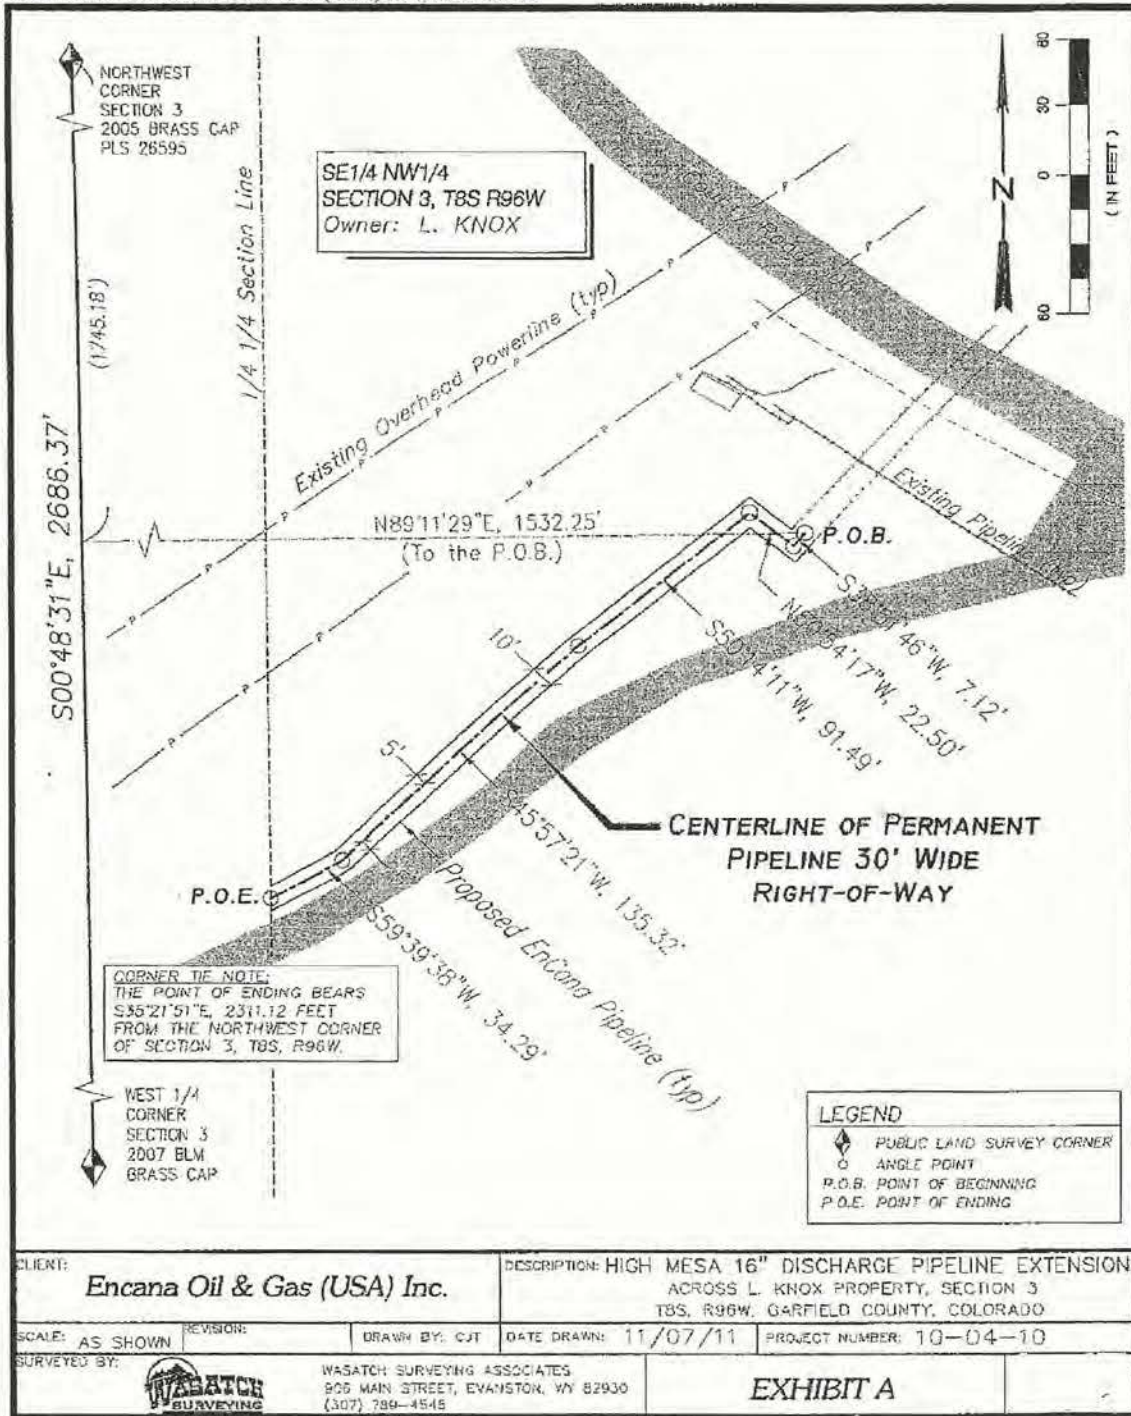 NORTHWEST
CORNER
SECTION 3
2005 BRASS CAP
PLS 26595
SE1/4 NW1/4
SECTION 3, T8S R96W
Owner: L. KNOX
60
30
0
60
( IN FEET )
N
1/4 1/4 Section Line
(1745.18')
S00°48'31"E, 2686.37'
Existing Overhead Powerline (typ)
N89°11'29"E, 1532.25'
(To the P.O.B.)
P.O.B.
Existing Pipeline
46"W, 7.12'
34'17"W, 22.50'
11"W, 91.49'
10'
5'
S45°57'21"W, 135.32'
CENTERLINE OF PERMANENT
PIPELINE 30' WIDE
RIGHT-OF-WAY
P.O.E.
S59°39'38"W, 34.29'
Proposed EnCana Pipeline (typ)
CORNER TIE NOTE:
THE POINT OF ENDING BEARS
S35°21'51"E, 2311.12 FEET
FROM THE NORTHWEST CORNER
OF SECTION 3, T8S, R96W.
WEST 1/4
CORNER
SECTION 3
2007 BLM
BRASS CAP
LEGEND
PUBLIC LAND SURVEY CORNER
ANGLE POINT
P.O.B. POINT OF BEGINNING
P.O.E. POINT OF ENDING
CLIENT:
Encana Oil & Gas (USA) Inc.
DESCRIPTION: HIGH MESA 16" DISCHARGE PIPELINE EXTENSION
ACROSS L. KNOX PROPERTY, SECTION 3
T8S, R96W, GARFIELD COUNTY, COLORADO
SCALE: AS SHOWN
REVISION:
DRAWN BY: CJT
DATE DRAWN: 11/07/11
PROJECT NUMBER: 10-04-10
SURVEYED BY:
WASATCH
SURVEYING
WASATCH SURVEYING ASSOCIATES
906 MAIN STREET, EVANSTON, WY 82930
(307) 789-4545
EXHIBIT A